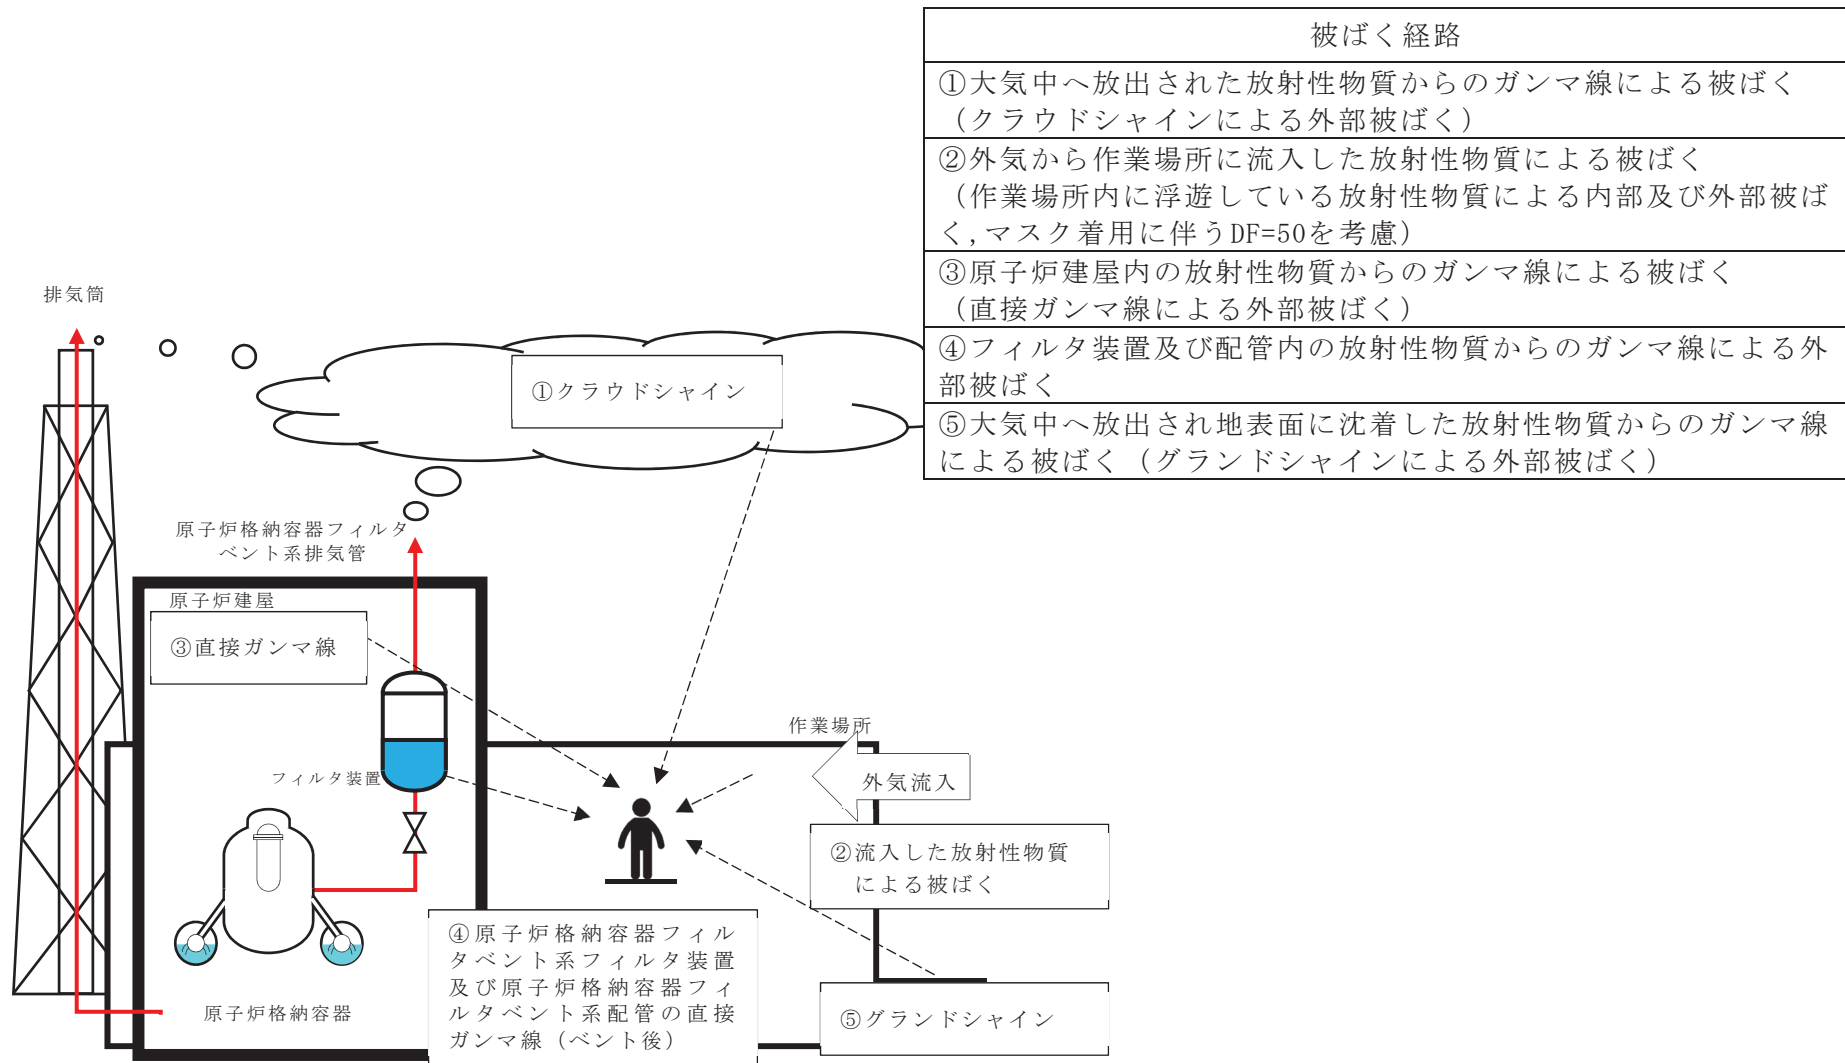 被ばく経路
①大気中へ放出された放射性物質からのガンマ線による被ばく
（クラウドシャインによる外部被ばく）
②外気から作業場所に流入した放射性物質による被ばく
（作業場所内に浮遊している放射性物質による内部及び外部被ば
く,マスク着用に伴うDF=50を考慮）
③原子炉建屋内の放射性物質からのガンマ線による被ばく
（直接ガンマ線による外部被ばく）
④フィルタ装置及び配管内の放射性物質からのガンマ線による外
部被ばく
⑤大気中へ放出され地表面に沈着した放射性物質からのガンマ線
による被ばく（グランドシャインによる外部被ばく）
排気筒
①クラウドシャイン
原子炉格納容器フィルタ
ベント系排気管
原子炉建屋
③直接ガンマ線
作業場所
フィルタ装置
外気流入
②流入した放射性物質
による被ばく
④原子炉格納容器フィル
タベント系フィルタ装置
及び原子炉格納容器フィ
ルタベント系配管の直接
ガンマ線（ベント後）
原子炉格納容器
⑤グランドシャイン